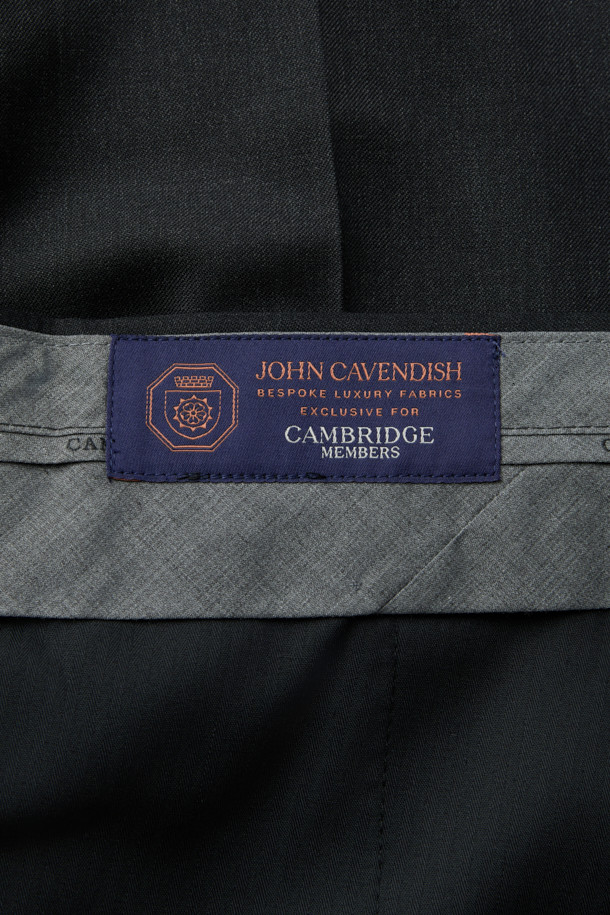 JOHN CAVENDISH
BESPOKE LUXURY FABRICS
EXCLUSIVE FOR
CAMBRIDGE
MEMBERS